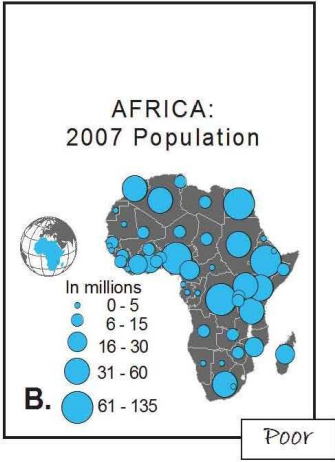 AFRICA:
2007 Population
In millions
0 - 5
6 - 15
16 - 30
31 - 60
61 - 135
B.
Poor